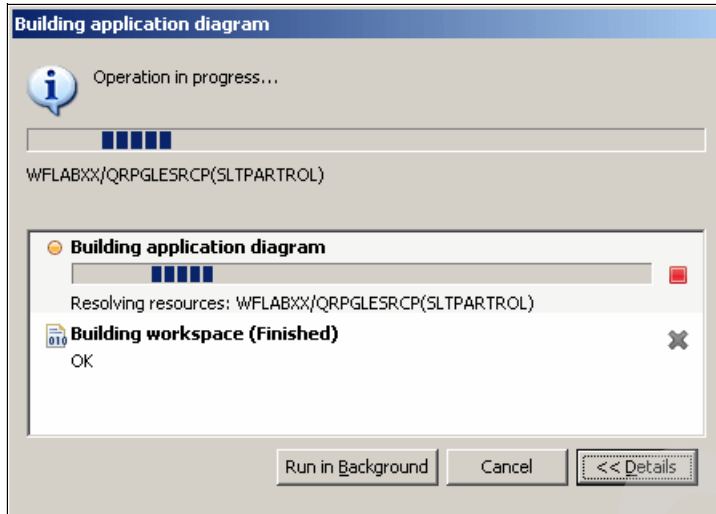 Building application diagram
Operation in progress...
WFLABXX/QRPGLESRCP(SLTPARTROL)
Building application diagram
Resolving resources: WFLABXX/QRPGLESRCP(SLTPARTROL)
010
Building workspace (Finished)
OK
Run in Background
Cancel
<< Details